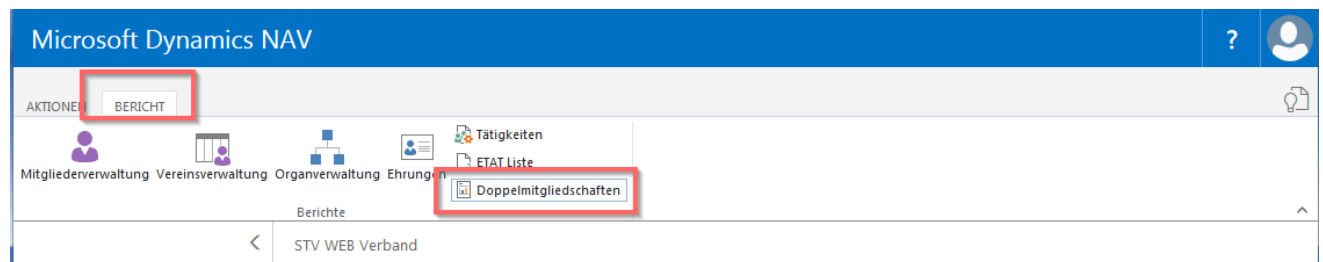 Microsoft Dynamics NAV ?
AKTIONEN BERICHT
Mitgliederverwaltung Vereinsverwaltung Organverwaltung Ehrungen
Tätigkeiten
ETAT Liste
Doppelmitgliedschaften
Berichte
STV WEB Verband